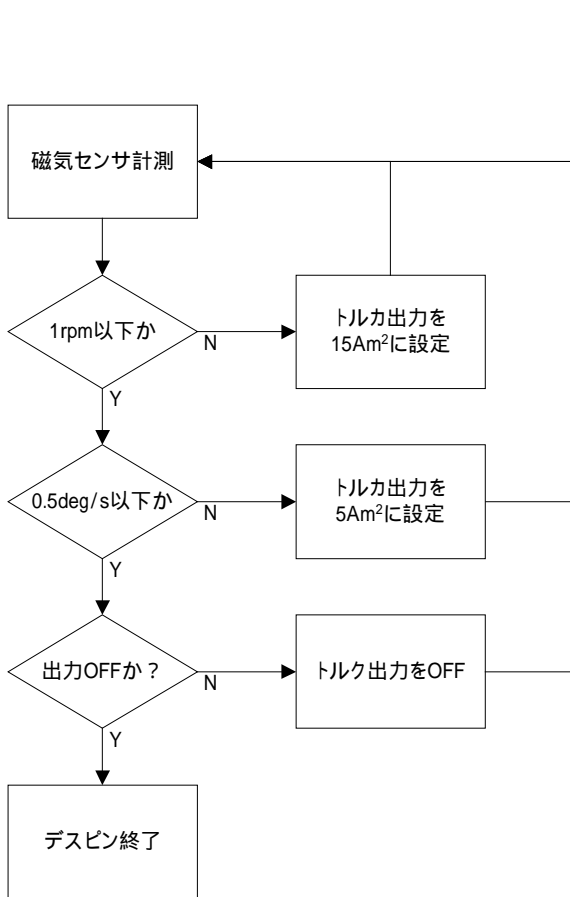 磁気センサ計測
1rpm以下か
N
トルカ出力を
15Am²に設定
Y
0.5deg/s以下か
N
トルカ出力を
5Am²に設定
Y
出力OFFか？
N
トルク出力をOFF
Y
デスピン終了